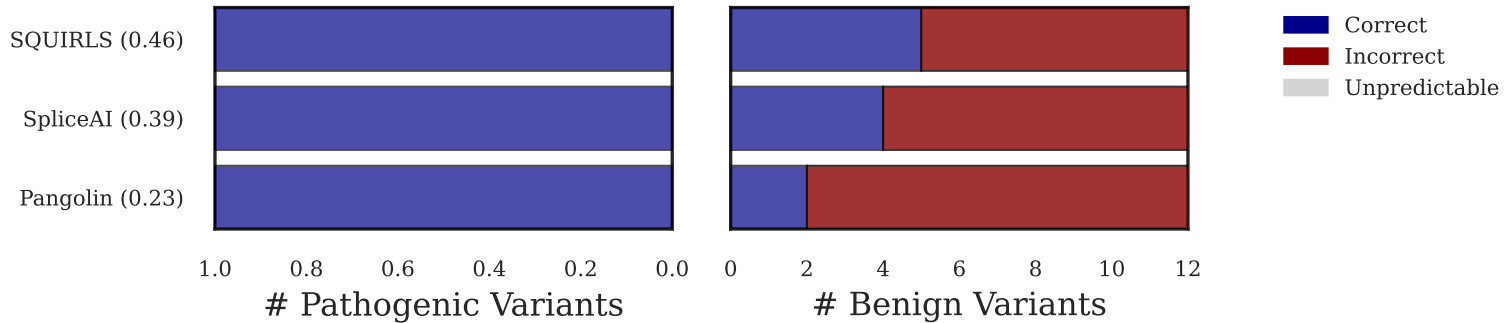 SQUIRLS (0.46)
SpliceAI (0.39)
Pangolin (0.23)
1.0 0.8 0.6 0.4 0.2 0.0
# Pathogenic Variants
0 2 4 6 8 10 12
# Benign Variants
Correct
Incorrect
Unpredictable